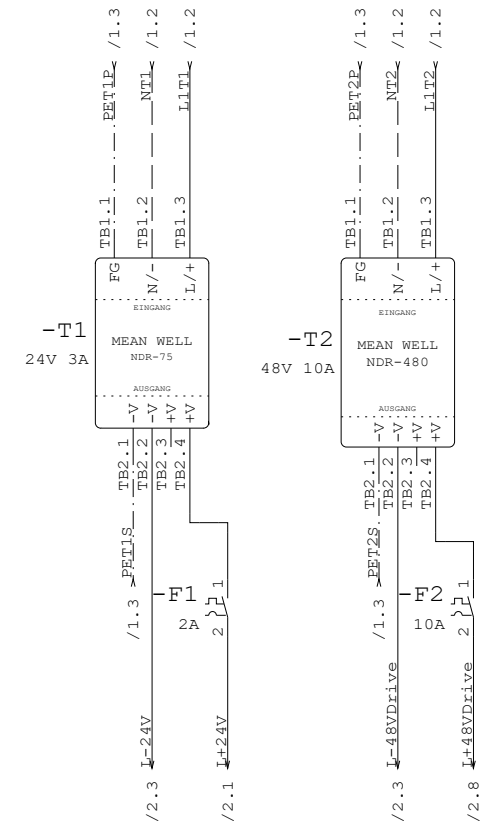 /1.3
/1.2
/1.2
PET1P
NT1
L1T1
TB1.1
TB1.2
TB1.3
FG
N/-
L/+
EINGANG
-T1
24V 3A
MEAN WELL
NDR-75
AUSGANG
-V
-V
+V
+V
TB2.1
TB2.2
TB2.3
TB2.4
PET1S
/1.3
-F1
2A
1
2
L-24V
L+24V
/2.3
/2.1
/1.3
/1.2
/1.2
PET2P
NT2
L1T2
TB1.1
TB1.2
TB1.3
FG
N/-
L/+
EINGANG
-T2
48V 10A
MEAN WELL
NDR-480
AUSGANG
-V
-V
+V
+V
TB2.1
TB2.2
TB2.3
TB2.4
PET2S
/1.3
-F2
10A
1
2
L-48VDrive
L+48VDrive
/2.3
/2.8